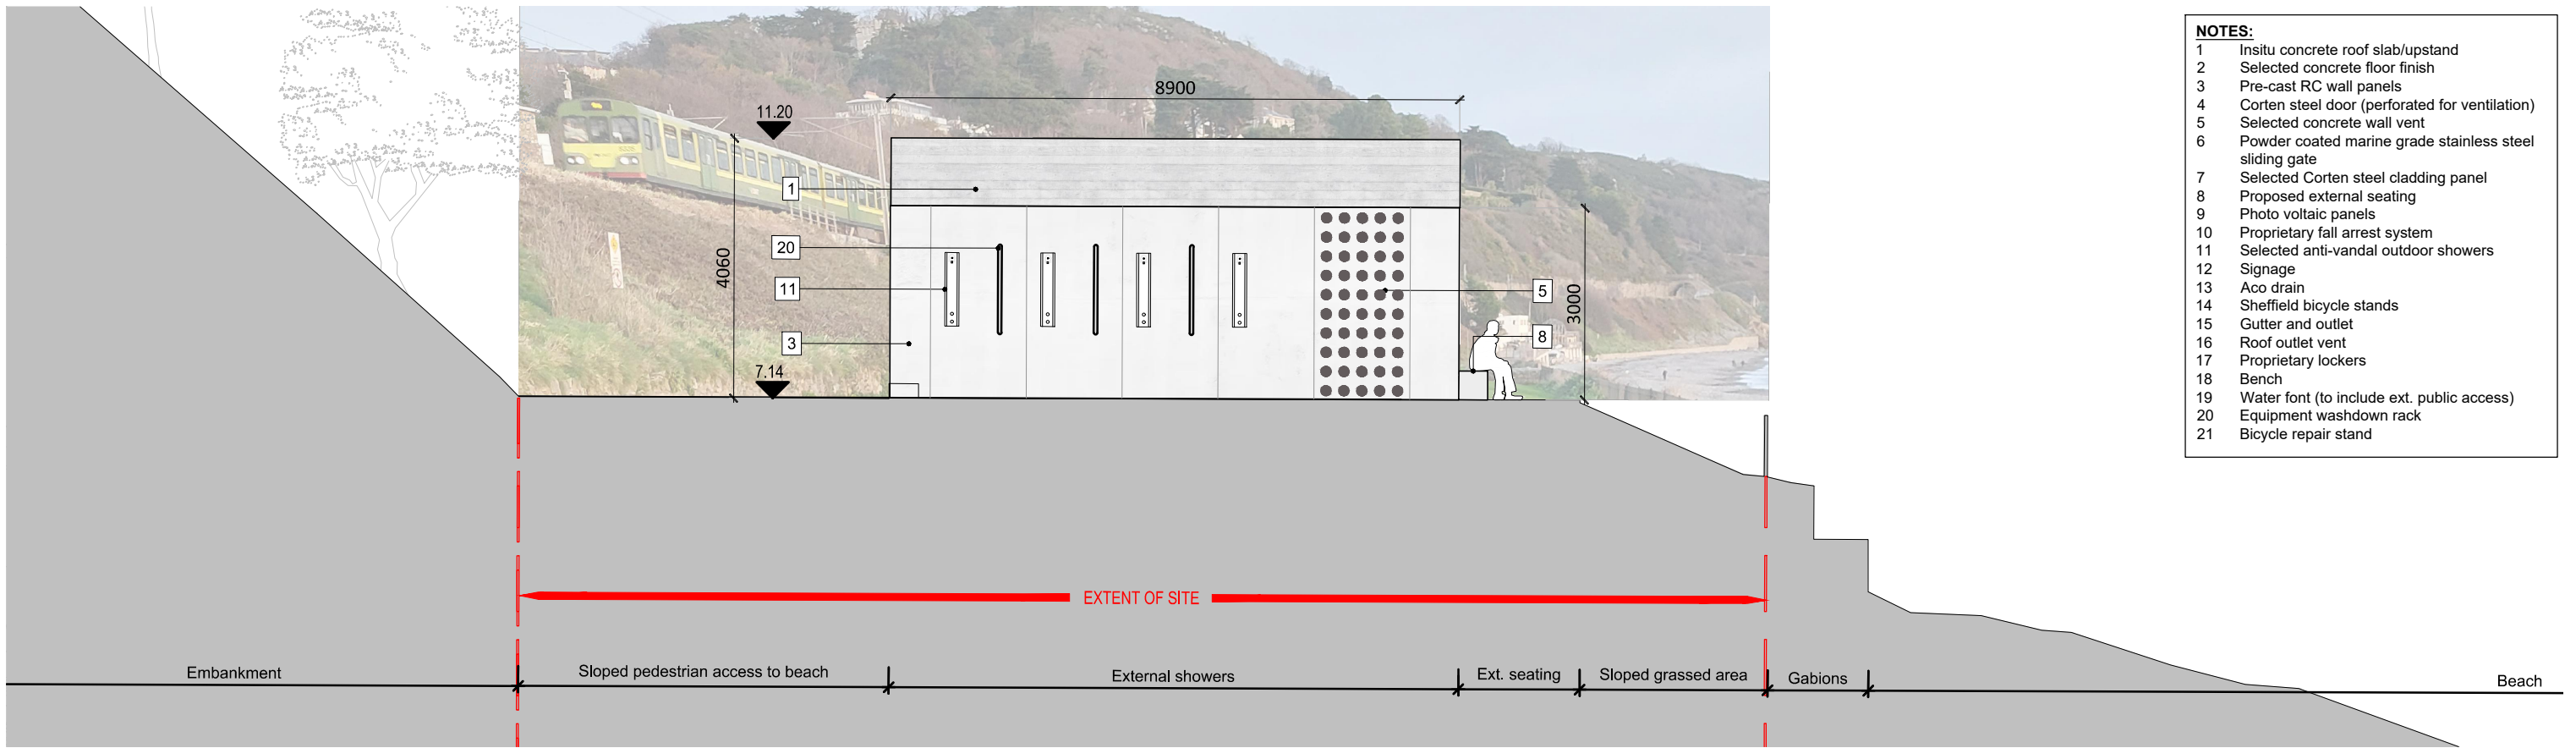 NOTES:
1 Insitu concrete roof slab/upstand
2 Selected concrete floor finish
3 Pre-cast RC wall panels
4 Corten steel door (perforated for ventilation)
5 Selected concrete wall vent
6 Powder coated marine grade stainless steel
sliding gate
7 Selected Corten steel cladding panel
8 Proposed external seating
9 Photo voltaic panels
10 Proprietary fall arrest system
11 Selected anti-vandal outdoor showers
12 Signage
13 Aco drain
14 Sheffield bicycle stands
15 Gutter and outlet
16 Roof outlet vent
17 Proprietary lockers
18 Bench
19 Water font (to include ext. public access)
20 Equipment washdown rack
21 Bicycle repair stand
8900
11.20
1
20
4060
11
5
3000
8
3
7.14
EXTENT OF SITE
Embankment
Sloped pedestrian access to beach
External showers
Ext. seating
Sloped grassed area
Gabions
Beach